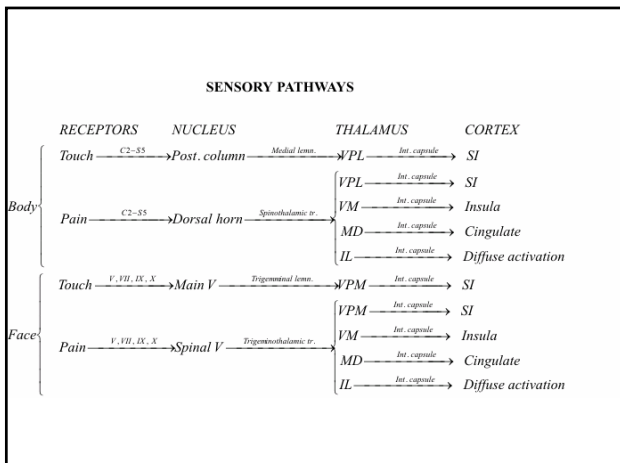 SENSORY PATHWAYS
RECEPTORS NUCLEUS THALAMUS CORTEX
Touch C2-S5 Post. column Medial lemn. VPL Int. capsule SI
VPL Int. capsule SI
Body
VM Int. capsule Insula
Pain C2-S5 Dorsal horn Spinothalamic tr.
MD Int. capsule Cingulate
IL Int. capsule Diffuse activation
Touch V, VII, IX, X Main V Trigemminal lemn. VPM Int. capsule SI
VPM Int. capsule SI
Face
VM Int. capsule Insula
Pain V, VII, IX, X Spinal V Trigeminothalamic tr.
MD Int. capsule Cingulate
IL Int. capsule Diffuse activation